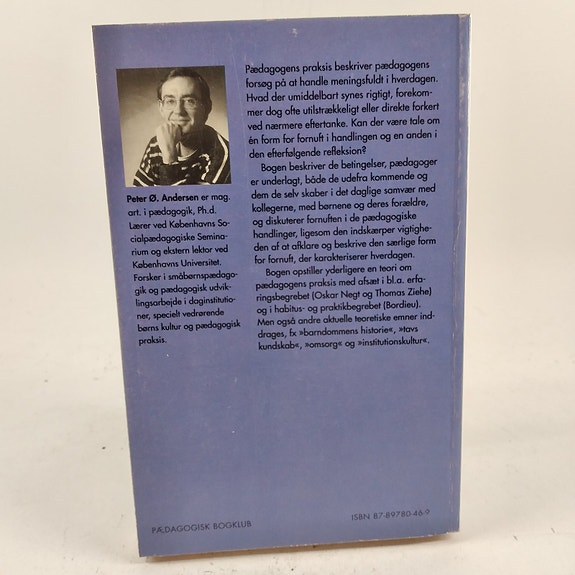 Pædagogens praksis beskriver pædagogens
forsøg på at handle meningsfuldt i hverdagen.
Hvad der umiddelbart synes rigtigt, forekom-
mer dog ofte utilstrækkeligt eller direkte forkert
ved nærmere eftertanke. Kan der være tale om
én form for fornuft i handlingen og en anden i
den efterfølgende refleksion?
Bogen beskriver de betingelser, pædagoger
er underlagt, både de udefra kommende og
dem de selv skaber i det daglige samvær med
kollegerne, med børnene og deres forældre,
og diskuterer fornuften i de pædagogiske
handlinger, ligesom den indskærper vigtighe-
den af at afklare og beskrive den særlige form
for fornuft, der karakteriserer hverdagen.
Bogen opstiller yderligere en teori om
pædagogens praksis med afsæt i bl.a. erfa-
ringsbegrebet (Oskar Negt og Thomas Ziehe)
og i habitus- og praktikbegrebet (Bordieu).
Men også andre aktuelle teoretiske emner ind-
drages, fx »barndommens historie«, »tavs
kundskab«, »omsorg« og »institutionskultur«.
Peter Ø. Andersen er mag.
art. i pædagogik, Ph.d.
Lærer ved Københavns So-
cialpædagogiske Semina-
rium og ekstern lektor ved
Københavns Universitet.
Forsker i småbørnspædago-
gik og pædagogisk udvik-
lingsarbejde i daginstitutio-
ner, specielt vedrørende
børns kultur og pædagogisk
praksis.
PÆDAGOGISK BOGKLUB
ISBN 87-89780-46-9